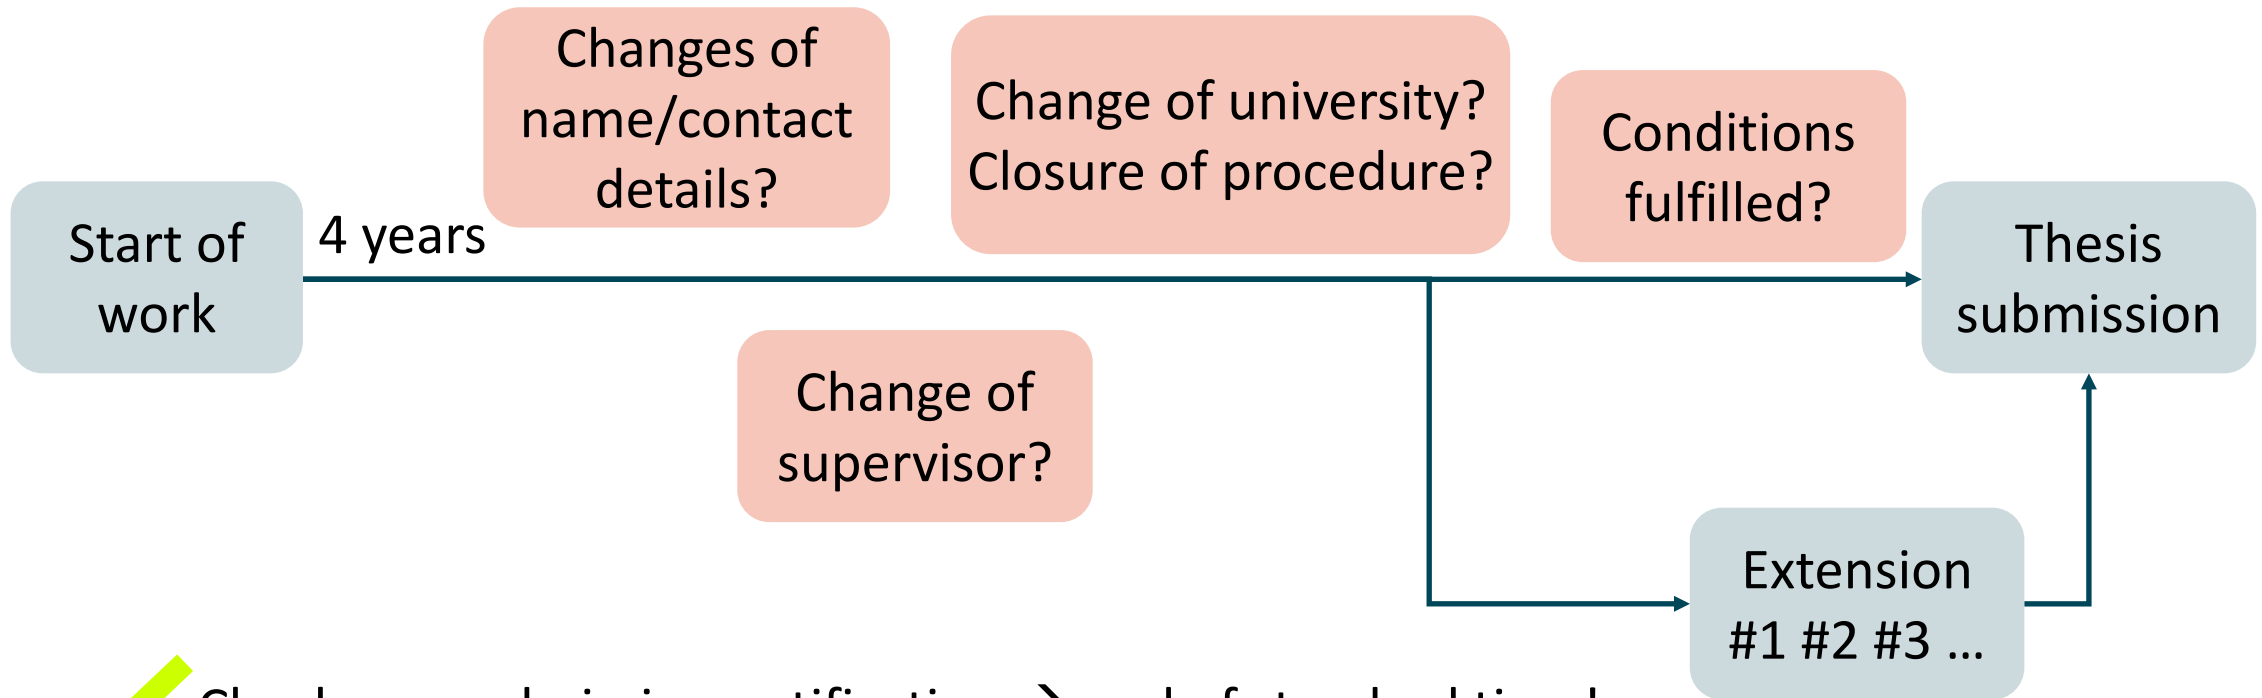 Changes of
name/contact
details?
Change of university?
Closure of procedure?
Conditions
fulfilled?
Start of
work
4 years
Thesis
submission
Change of
supervisor?
Extension
#1 #2 #3 ...